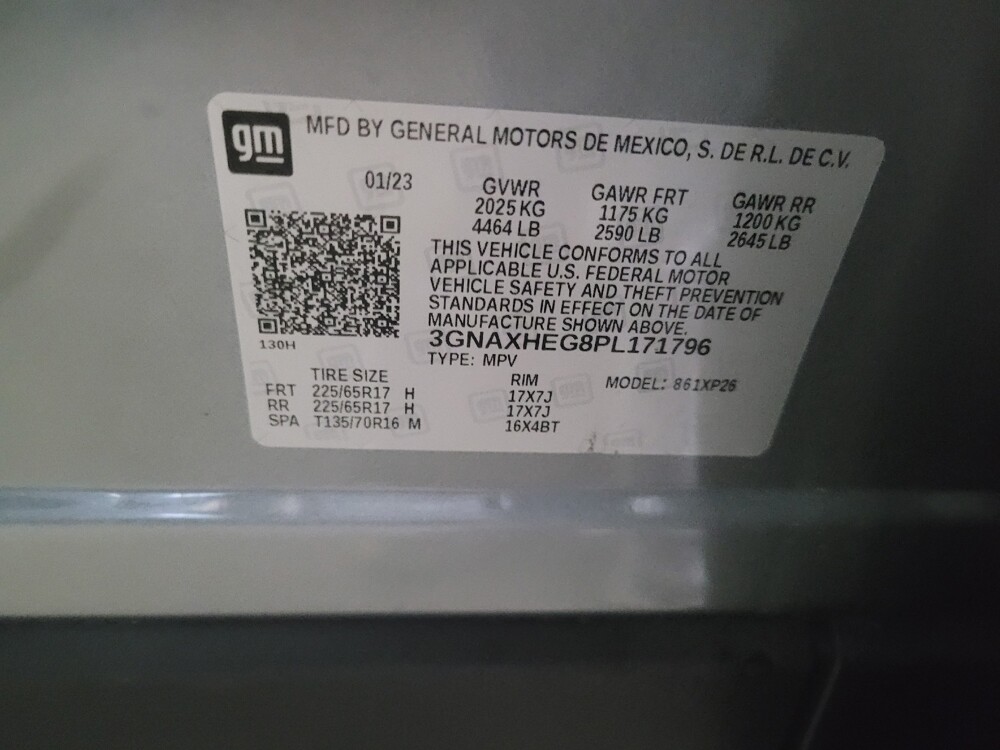 gm MFD BY GENERAL MOTORS DE MEXICO, S. DE R.L. DE C.V.
01/23 GVWR GAWR FRT GAWR RR
2025 KG 1175 KG 1200 KG
4464 LB 2590 LB 2645 LB
THIS VEHICLE CONFORMS TO ALL
APPLICABLE U.S. FEDERAL MOTOR
VEHICLE SAFETY AND THEFT PREVENTION
STANDARDS IN EFFECT ON THE DATE OF
MANUFACTURE SHOWN ABOVE.
130H 3GNAXHEG8PL171796
TYPE: MPV
TIRE SIZE RIM MODEL: 861XP26
FRT 225/65R17 H 17X7J
RR 225/65R17 H 17X7J
SPA T135/70R16 M 16X4BT